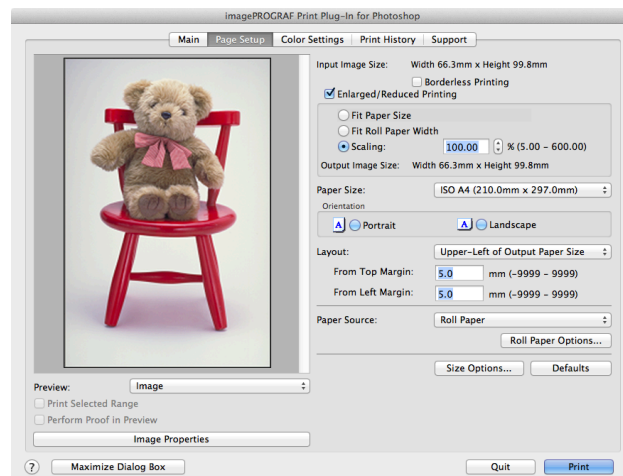 imagePROGRAF Print Plug-In for Photoshop
Main Page Setup Color Settings Print History Support
Input Image Size: Width 66.3mm x Height 99.8mm
Borderless Printing
Enlarged/Reduced Printing
Fit Paper Size
Fit Roll Paper Width
Scaling: 100.00 % (5.00 - 600.00)
Output Image Size: Width 66.3mm x Height 99.8mm
Paper Size: ISO A4 (210.0mm x 297.0mm)
Orientation
A Portrait A Landscape
Layout: Upper-Left of Output Paper Size
From Top Margin: 5.0 mm (-9999 - 9999)
From Left Margin: 5.0 mm (-9999 - 9999)
Paper Source: Roll Paper
Roll Paper Options...
Size Options... Defaults
Preview: Image
Print Selected Range
Perform Proof in Preview
Image Properties
? Maximize Dialog Box Quit Print